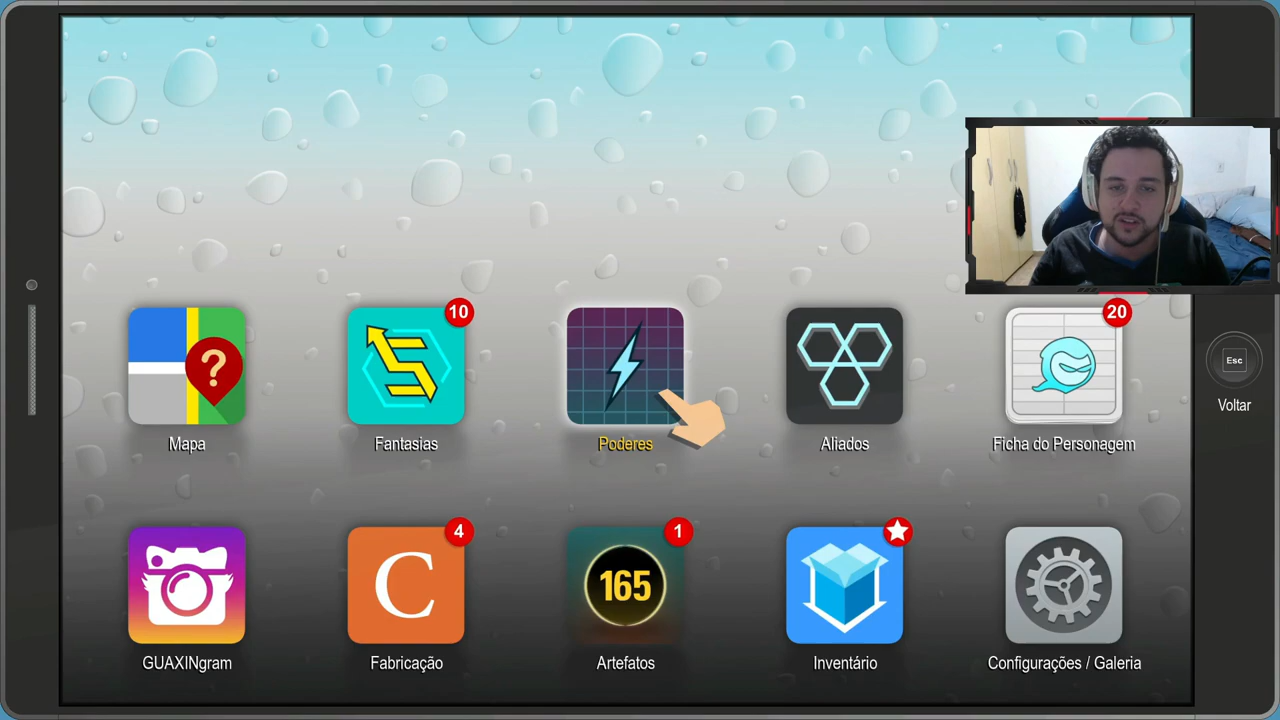 10
20
?
Esc
Voltar
Mapa
Fantasias
Poderes
Aliados
Ficha do Personagem
4
1
C
165
GUAXINgram
Fabricação
Artefatos
Inventário
Configurações / Galeria